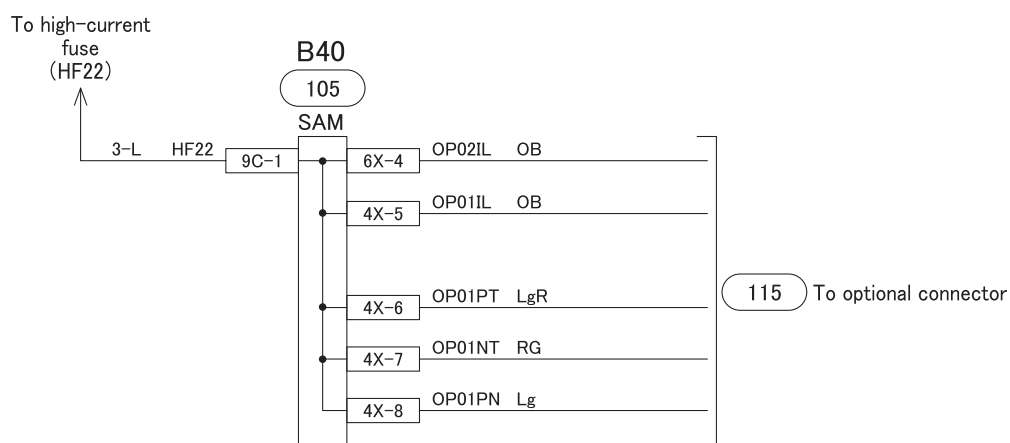 To high-current
fuse
(HF22)
B40
105
SAM
3-L HF22 9C-1 6X-4 OP02IL OB
4X-5 OP01IL OB
115 To optional connector
4X-6 OP01PT LgR
4X-7 OP01NT RG
4X-8 OP01PN Lg